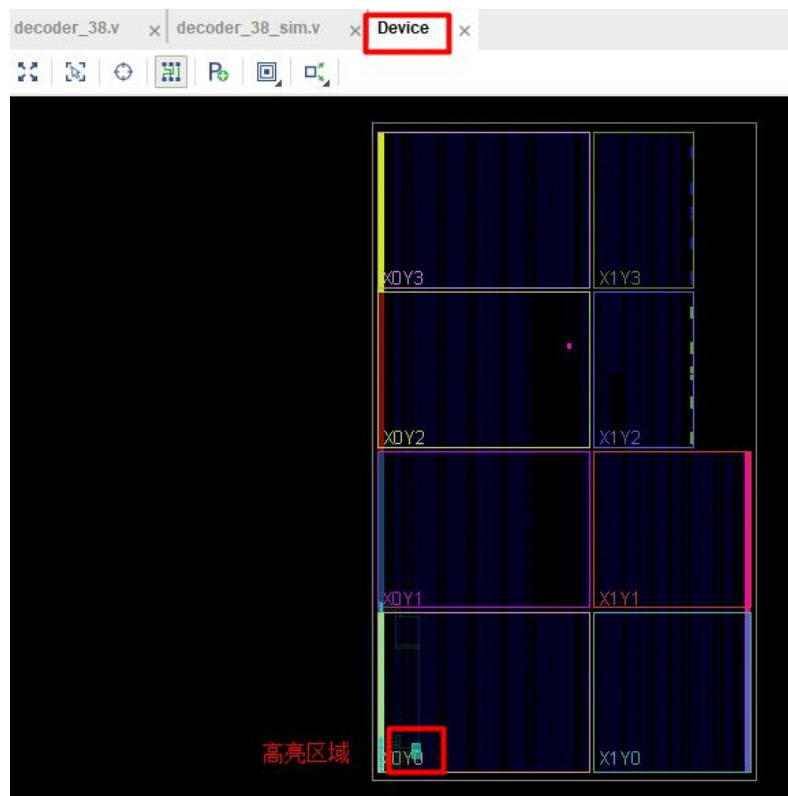 decoder_38.v × decoder_38_sim.v × Device ×
X0Y3 X1Y3
X0Y2 X1Y2
X0Y1 X1Y1
高亮区域 X0Y0 X1Y0